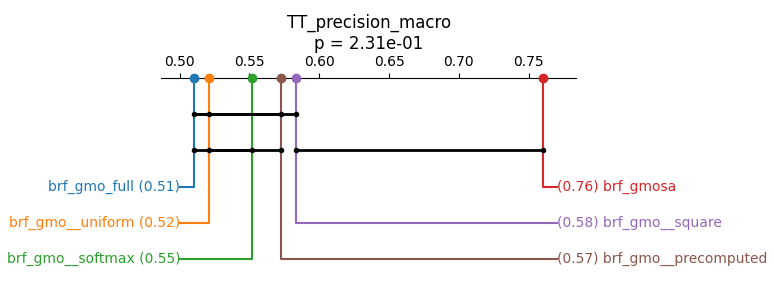 TT_precision_macro
p = 2.31e-01
0.50 0.55 0.60 0.65 0.70 0.75
brf_gmo_full (0.51) (0.76) brf_gmosa
brf_gmo__uniform (0.52) (0.58) brf_gmo__square
brf_gmo__softmax (0.55) (0.57) brf_gmo__precomputed